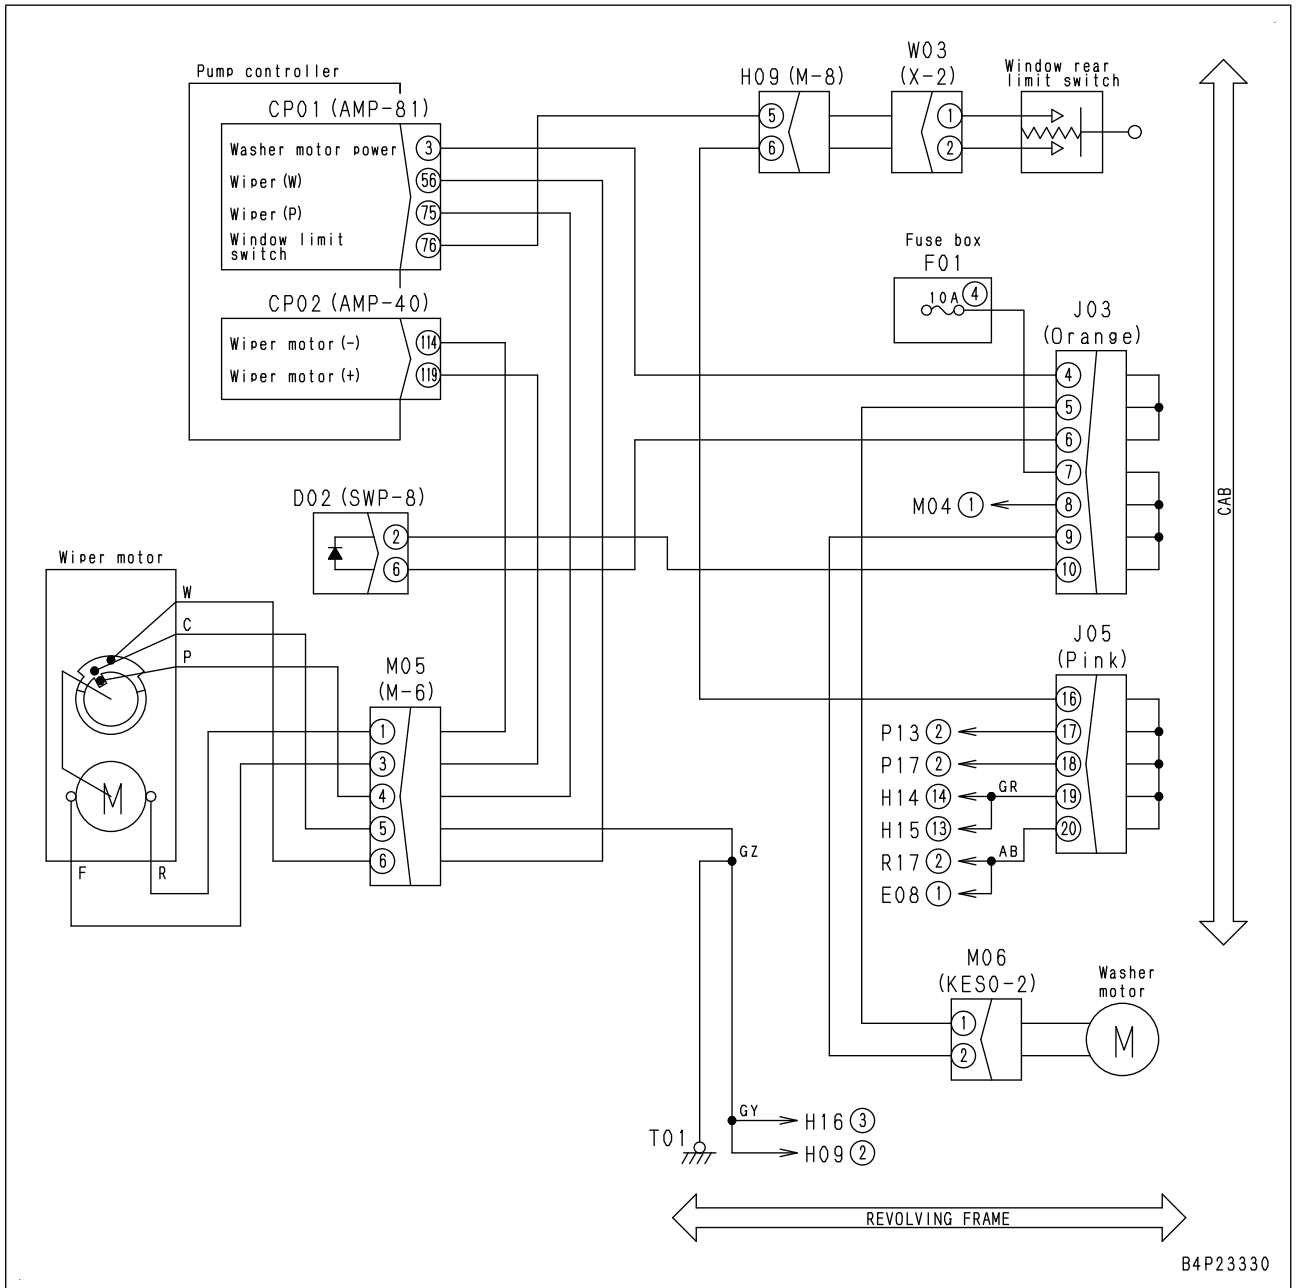 Pump controller
CP01 (AMP-81)
Washer motor power 3
Wiper (W) 56
Wiper (P) 75
Window limit
switch 76
CP02 (AMP-40)
Wiper motor (-) 114
Wiper motor (+) 119
H09 (M-8)
5
6
W03
(X-2)
1
2
Window rear
limit switch
Fuse box
F01
10A 4
J03
(Orange)
4
5
6
7
M04 1 8
9
10
D02 (SWP-8)
2
6
Wiper motor
W
C
P
M
F
R
M05
(M-6)
1
3
4
5
6
J05
(Pink)
16
P13 2 17
P17 2 18
H14 14 GR 19
H15 13 20
R17 2 AB
E08 1
GZ
M06
(KES0-2)
1
2
Washer
motor
M
GY
H16 3
H09 2
T01
CAB
REVOLVING FRAME
B4P23330